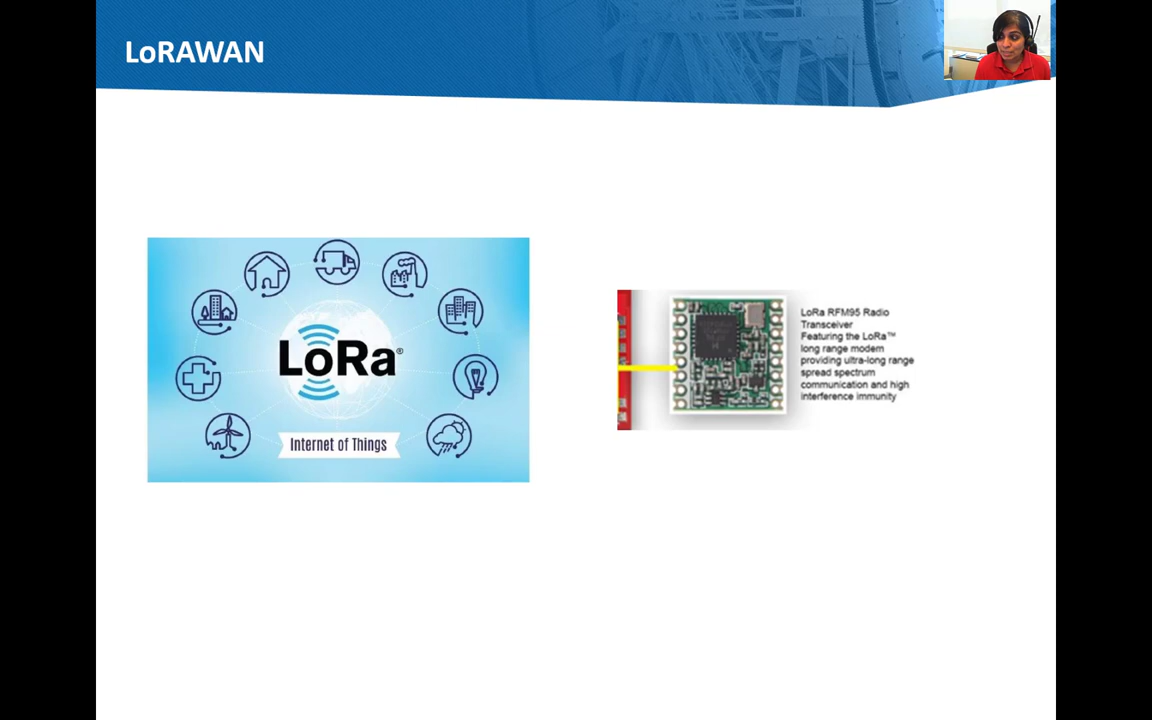 LoRAWAN
LoRa®
Internet of Things
LoRa RFM95 Radio
Transceiver
Featuring the LoRa™
long range modem
providing ultra-long range
spread spectrum
communication and high
interference immunity